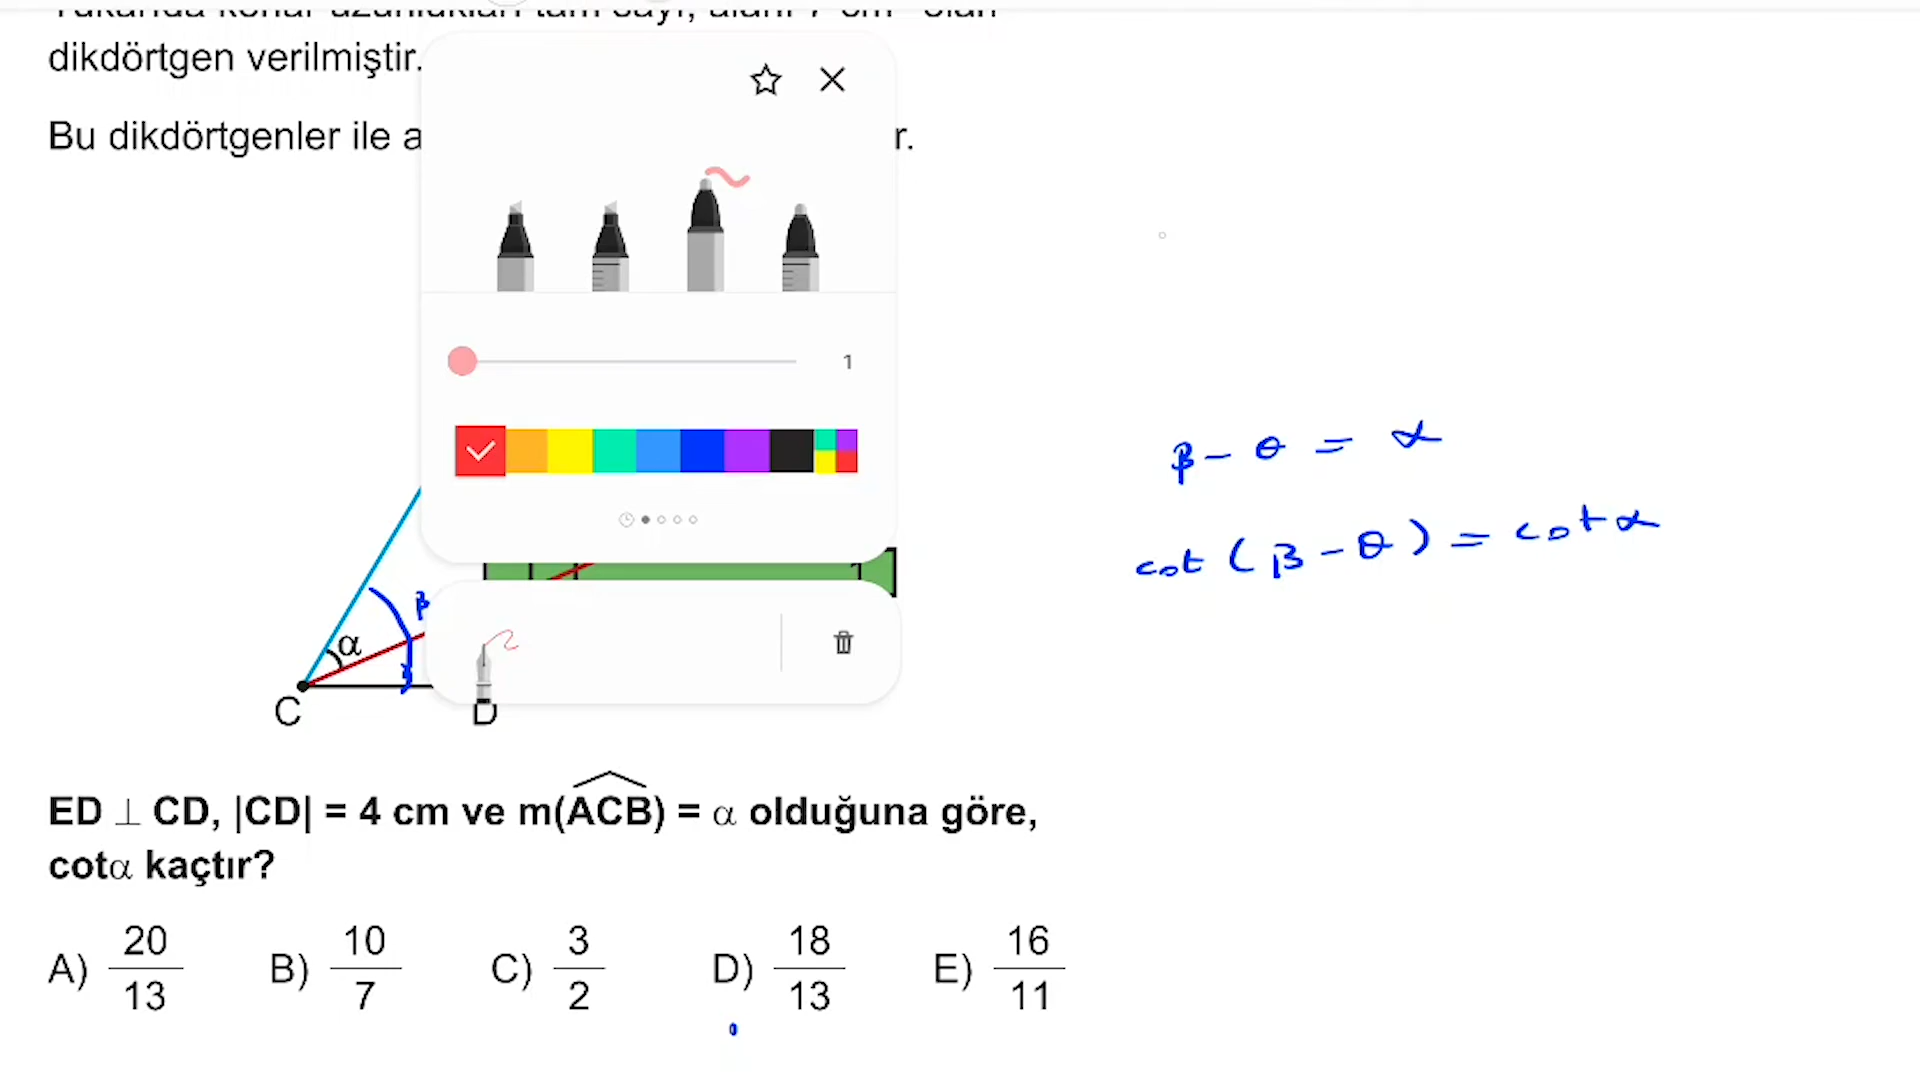 dikdörtgen verilmiştir.
Bu dikdörtgenler ile a r.
1
β - θ = α
cot (β - θ) = cot α
1
β
α
C
D
ED ⊥ CD, |CD| = 4 cm ve m(ACB) = α olduğuna göre,
cotα kaçtır?
A) 20/13 B) 10/7 C) 3/2 D) 18/13 E) 16/11